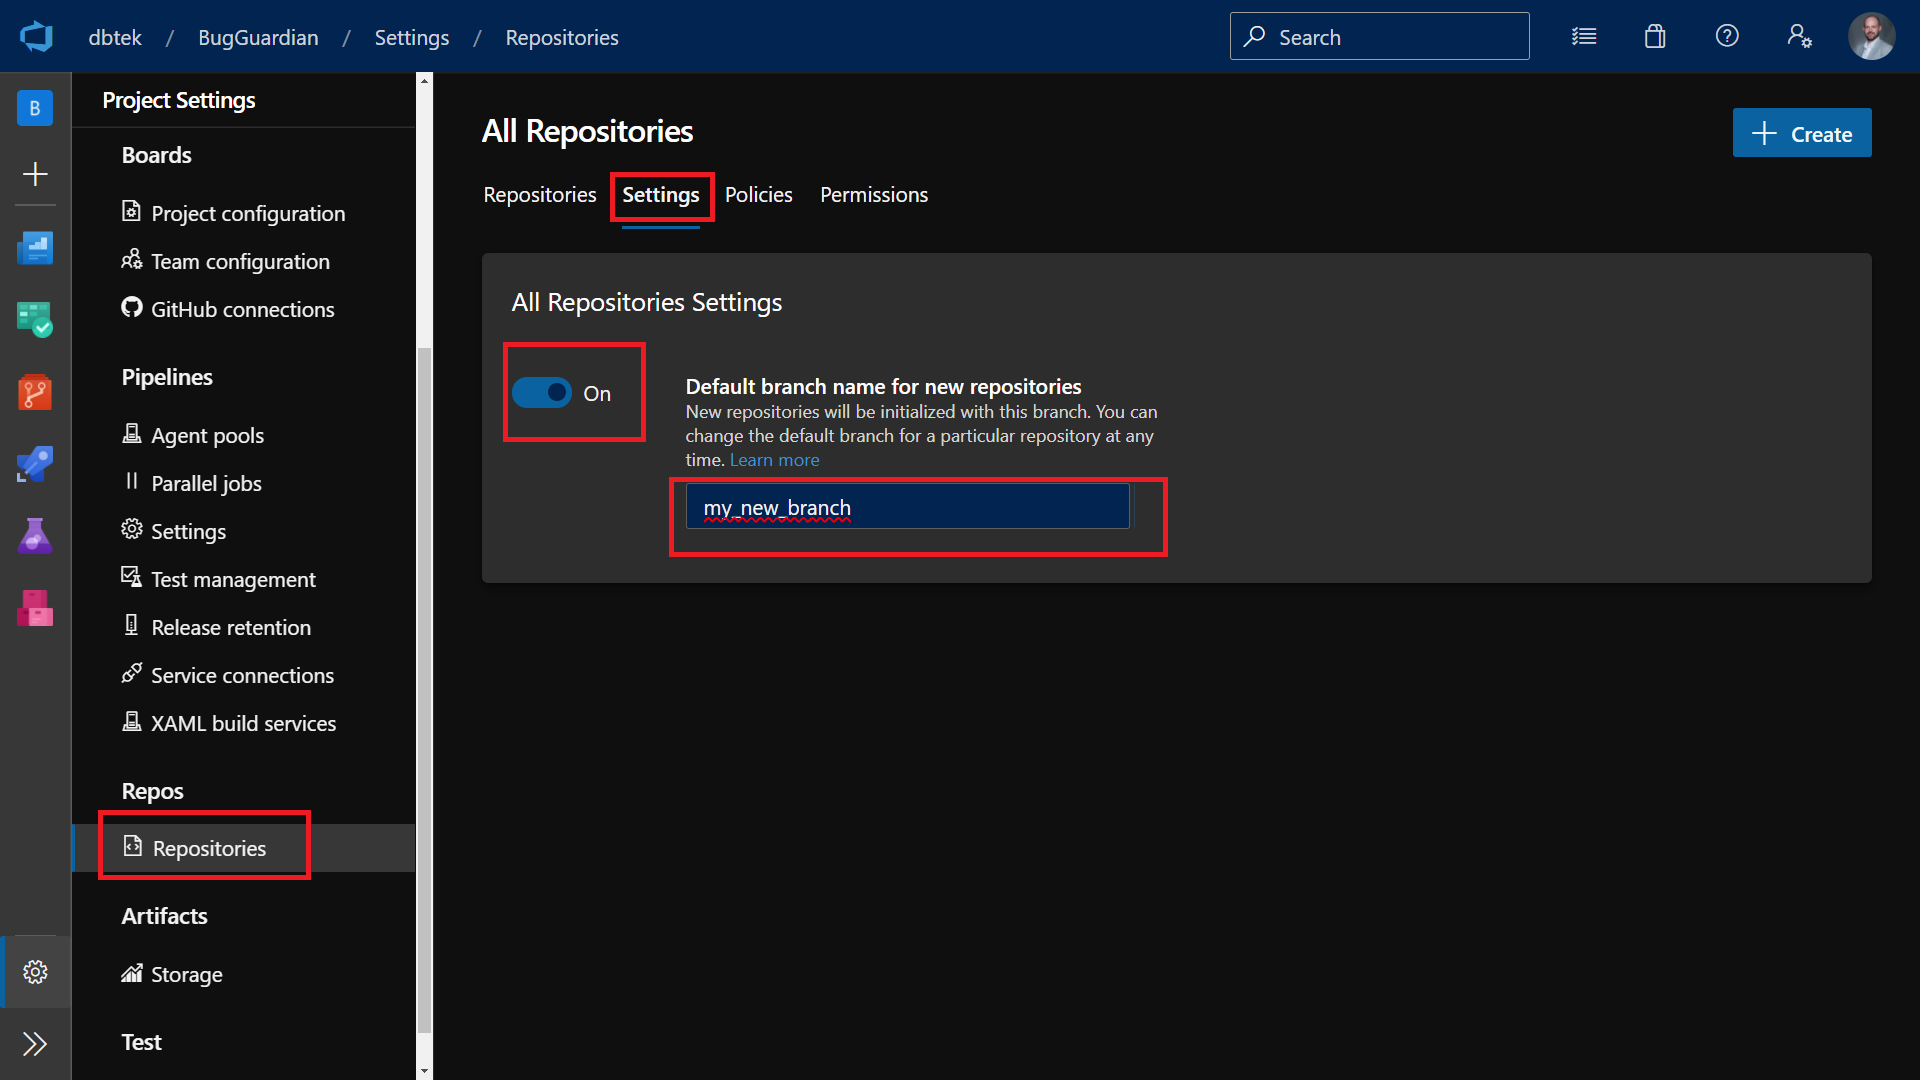 dbtek / BugGuardian / Settings / Repositories
Search
B
Project Settings
Boards
Project configuration
Team configuration
GitHub connections
Pipelines
Agent pools
Parallel jobs
Settings
Test management
Release retention
Service connections
XAML build services
Repos
Repositories
Artifacts
Storage
Test
All Repositories
Create
Repositories Settings Policies Permissions
All Repositories Settings
On
Default branch name for new repositories
New repositories will be initialized with this branch. You can
change the default branch for a particular repository at any
time. Learn more
my_new_branch